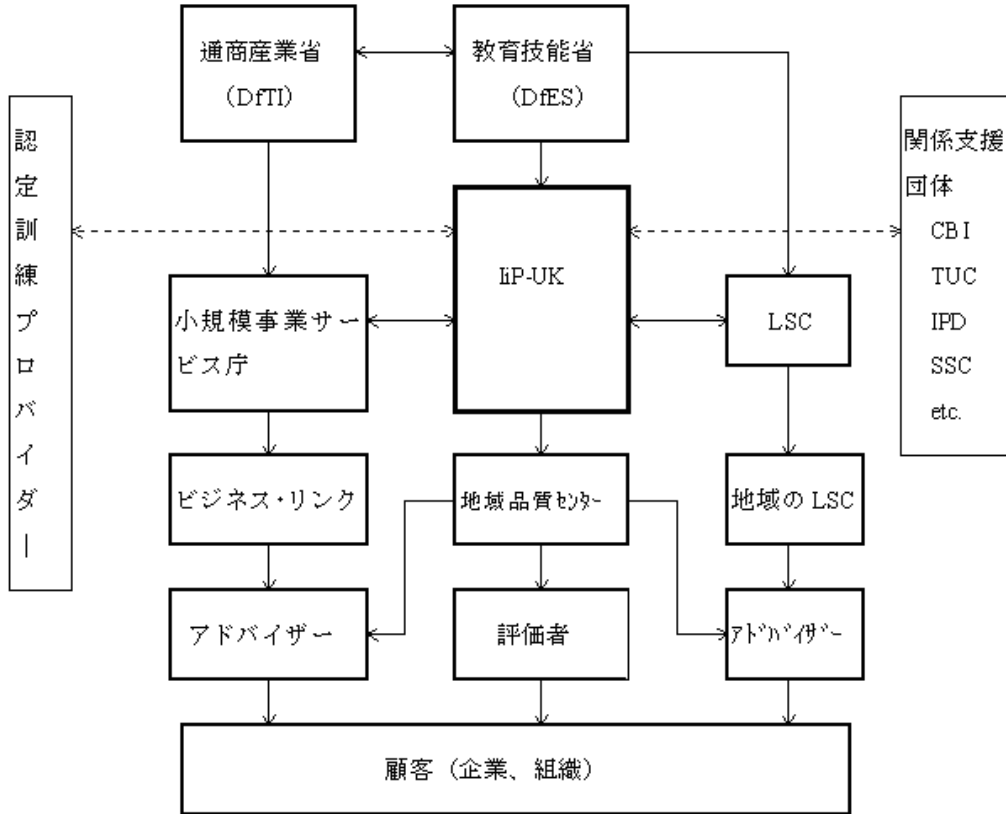 通商産業省
（DfTI）
教育技能省
（DfES）
認定訓練プロバイダー
関係支援
団体
CBI
TUC
IPD
SSC
etc.
IiP-UK
小規模事業サー
ビス庁
LSC
ビジネス・リンク
地域品質ｾﾝﾀｰ
地域の LSC
アドバイザー
評価者
ｱﾄﾞﾊﾞｲｻﾞｰ
顧客（企業、組織）